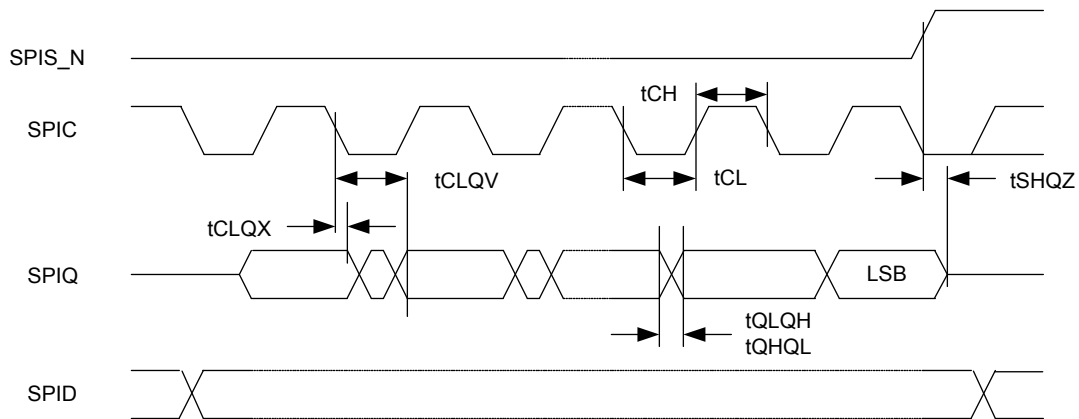 SPIS_N
tCH
SPIC
tCLQV
tCL
tSHQZ
tCLQX
SPIQ
LSB
tQLQH
tQHQL
SPID